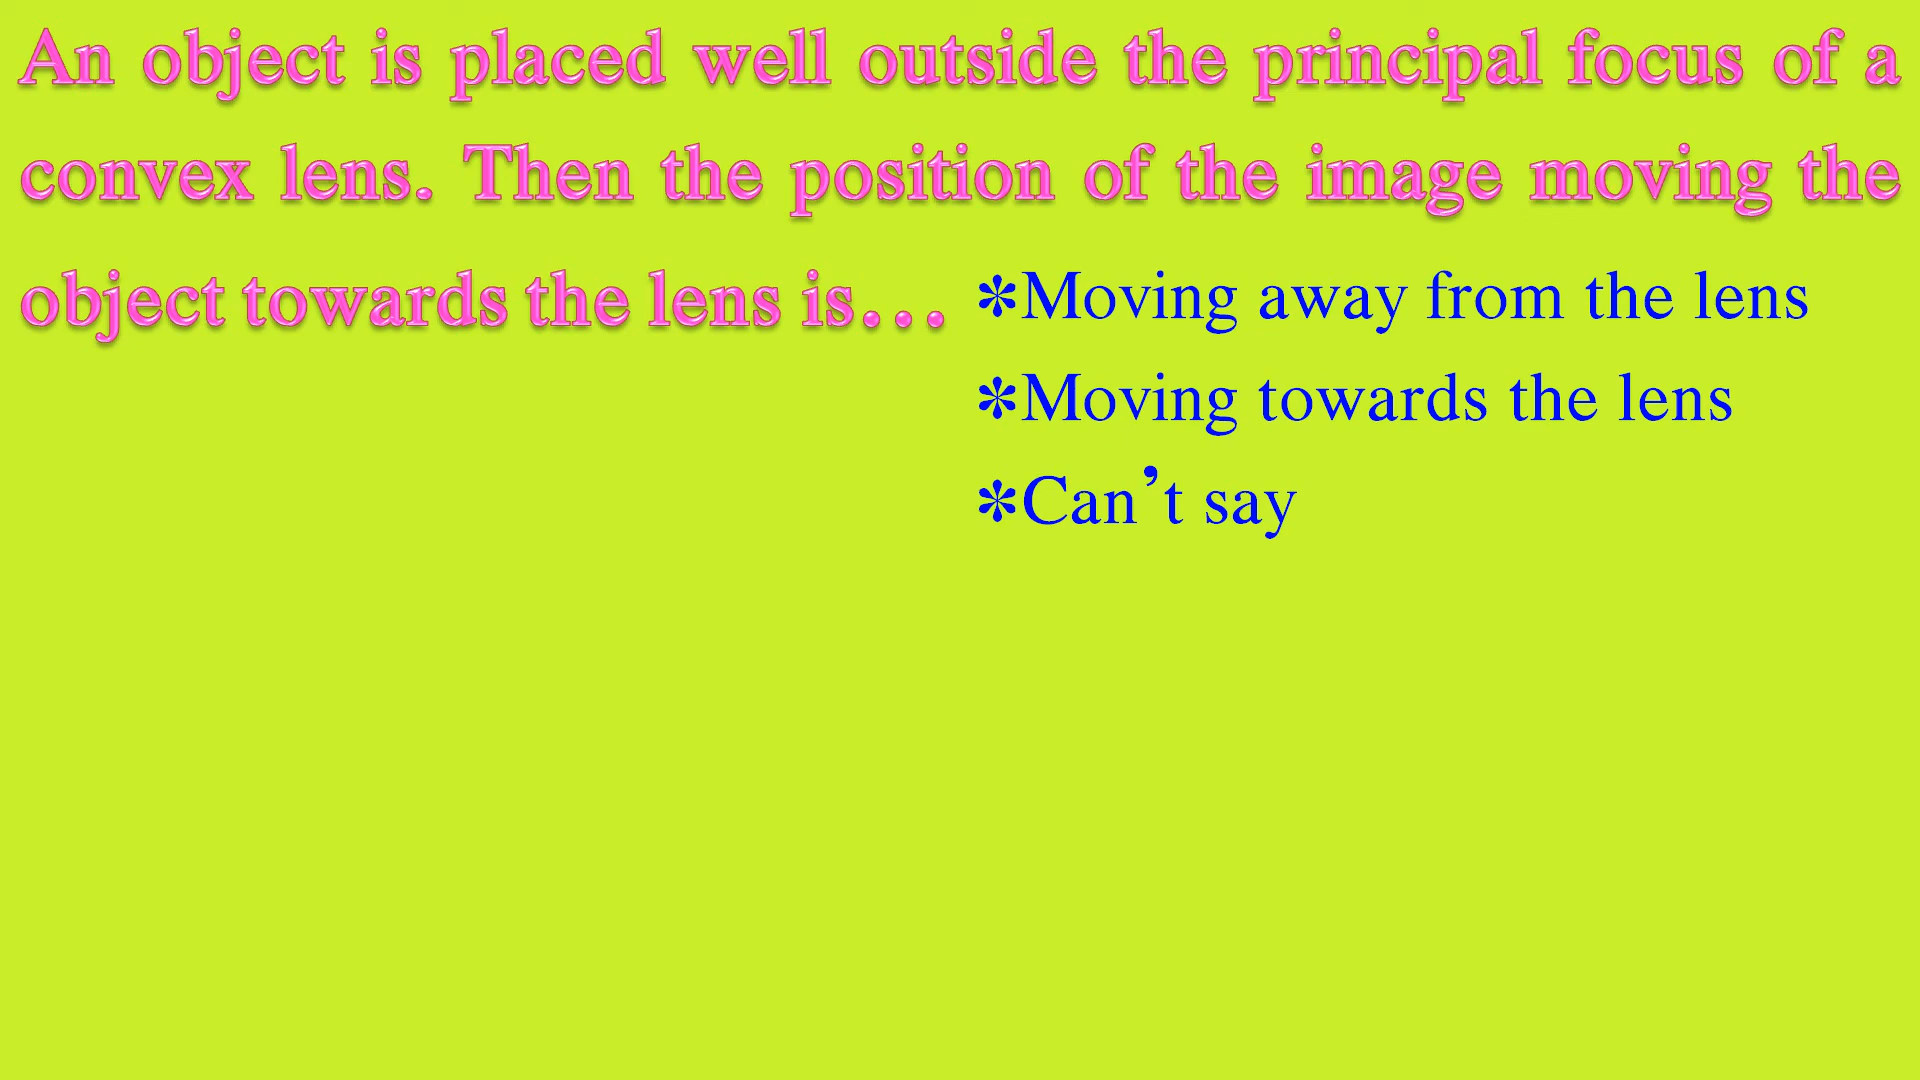 An object is placed well outside the principal focus of a
convex lens. Then the position of the image moving the
object towards the lens is…
✻Moving away from the lens
✻Moving towards the lens
✻Can’t say